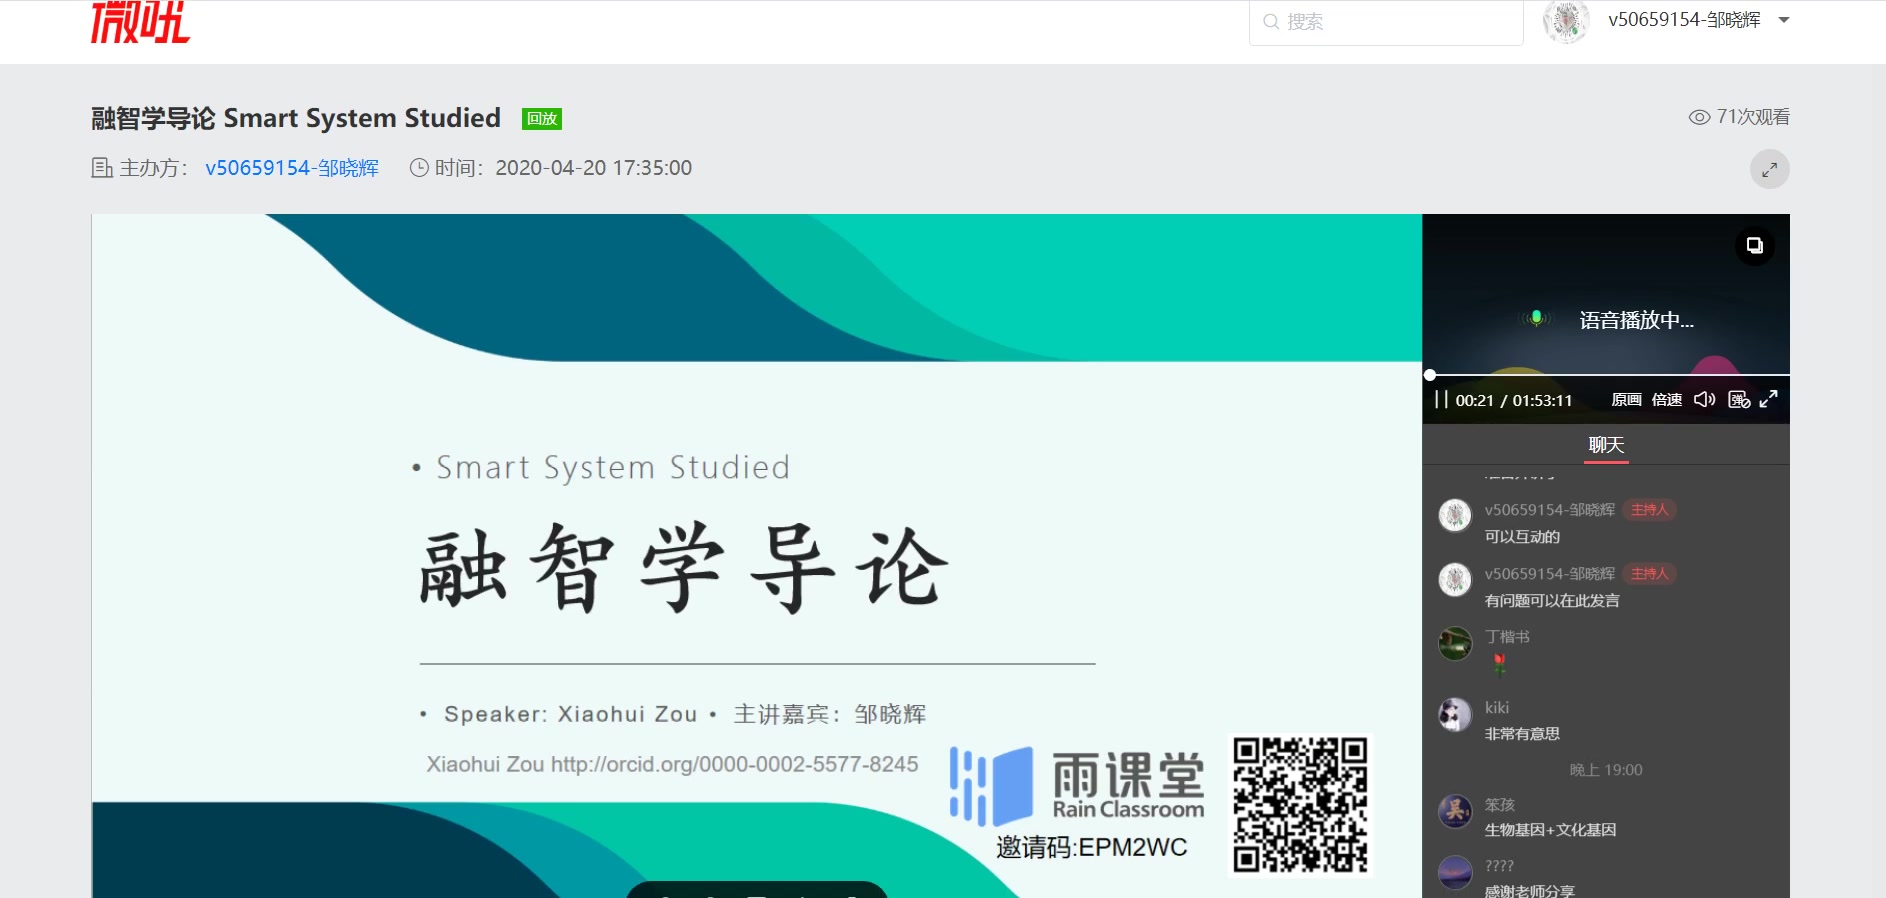 微吼
搜索
v50659154-邹晓辉
融智学导论 Smart System Studied 回放
71次观看
主办方： v50659154-邹晓辉 时间：2020-04-20 17:35:00
• Smart System Studied
融智学导论
• Speaker: Xiaohui Zou • 主讲嘉宾：邹晓辉
Xiaohui Zou http://orcid.org/0000-0002-5577-8245
雨课堂
Rain Classroom
邀请码:EPM2WC
语音播放中...
00:21 / 01:53:11 原画 倍速 弹
聊天
v50659154-邹晓辉 主持人
可以互动的
v50659154-邹晓辉 主持人
有问题可以在此发言
丁楷书
kiki
非常有意思
晚上 19:00
吴
笨孩
生物基因+文化基因
????
感谢老师分享